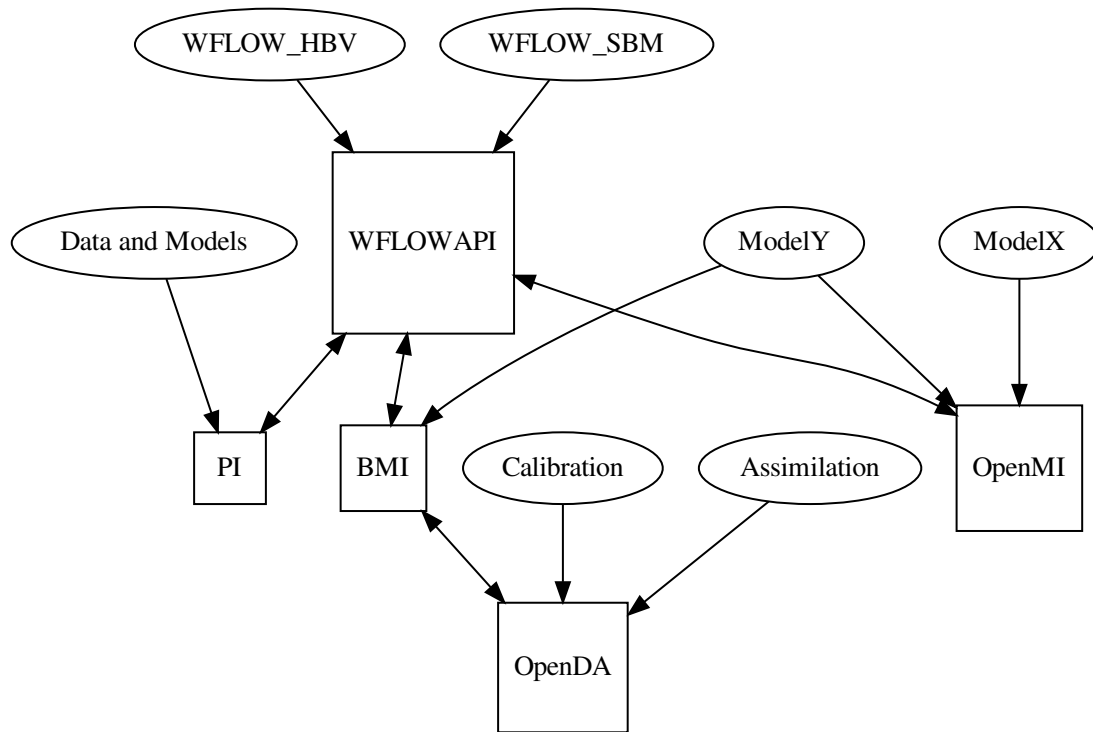 WFLOW_HBV
WFLOW_SBM
Data and Models
WFLOWAPI
ModelY
ModelX
PI
BMI
Calibration
Assimilation
OpenMI
OpenDA